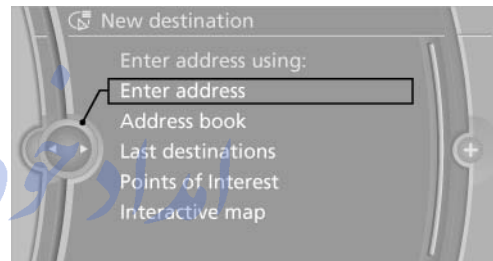 New destination
Enter address using:
Enter address
Address book
Last destinations
Points of Interest
Interactive map